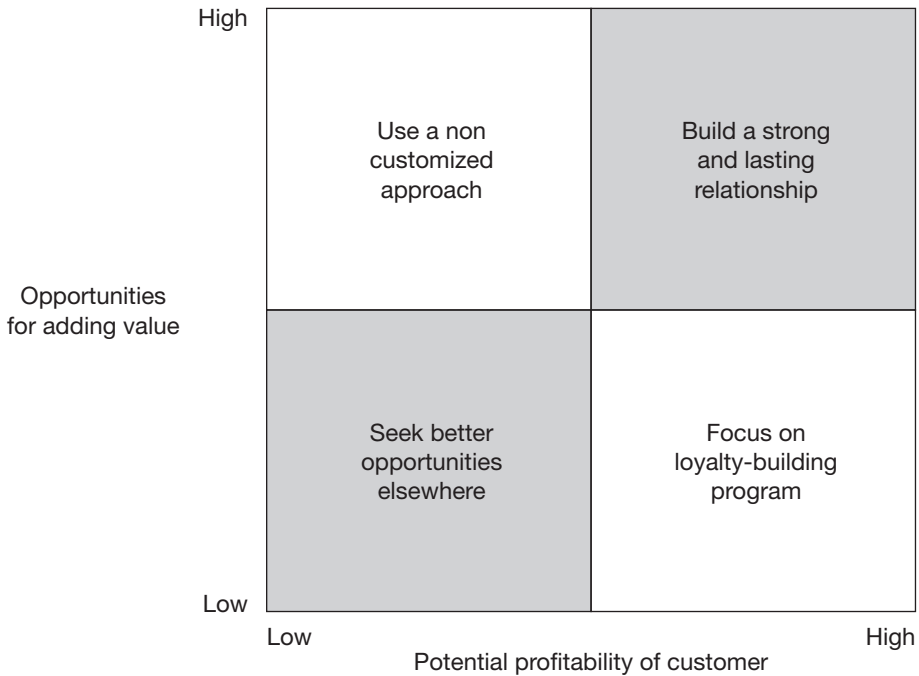 High
Use a non
customized
approach
Build a strong
and lasting
relationship
Opportunities
for adding value
Seek better
opportunities
elsewhere
Focus on
loyalty-building
program
Low
Low
High
Potential profitability of customer